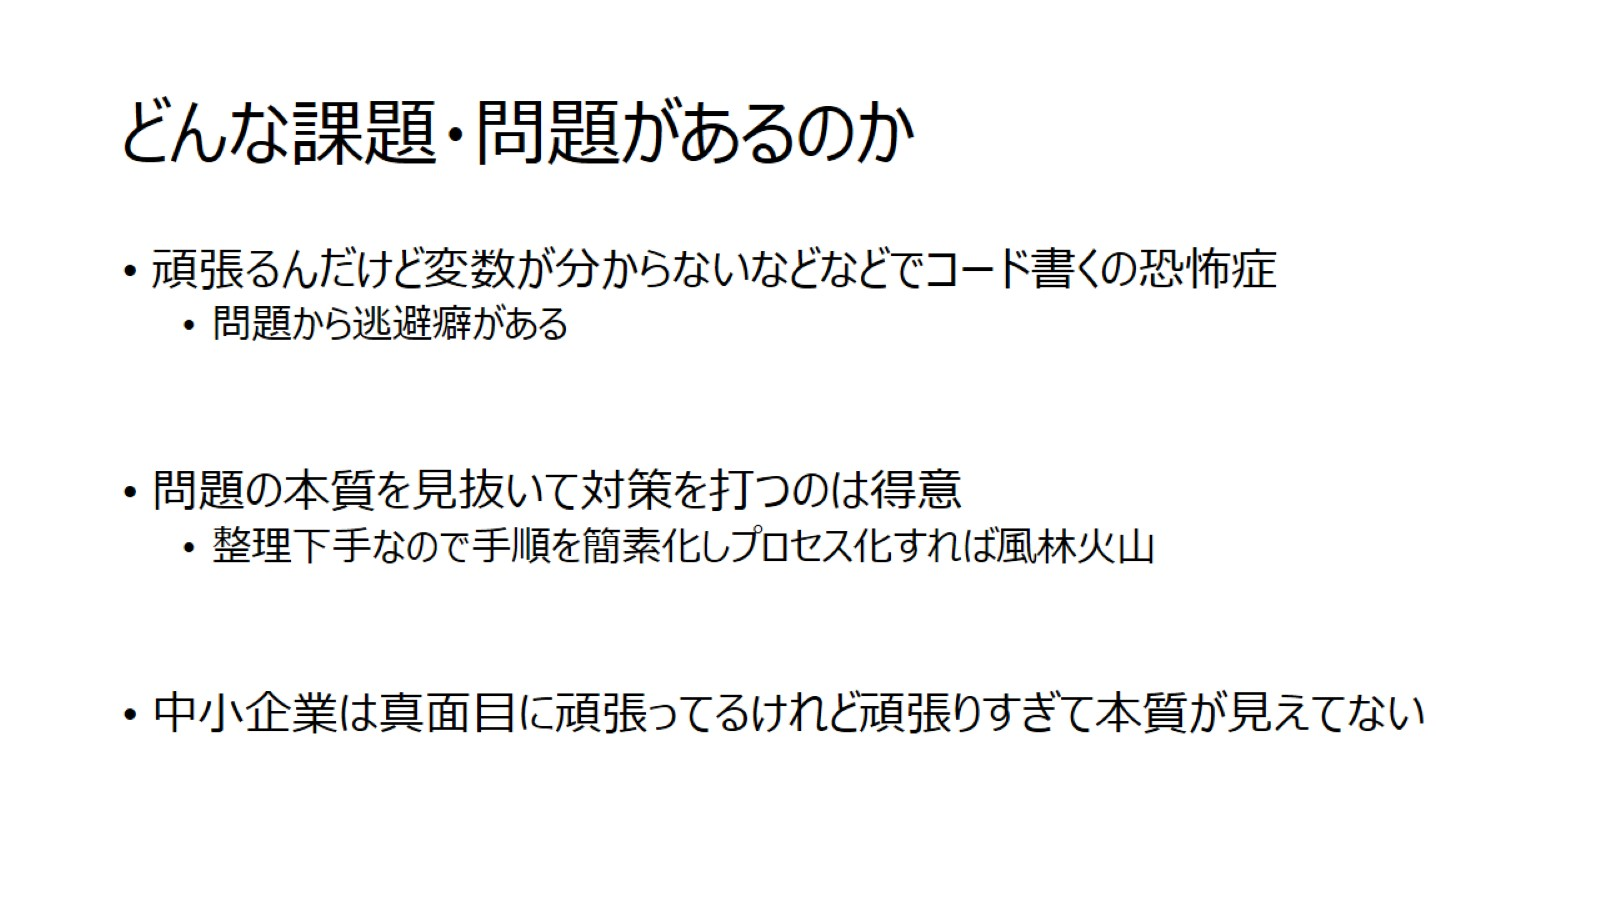 どんな課題・問題があるのか
• 頑張るんだけど変数が分からないなどなどでコード書くの恐怖症
• 問題から逃避癖がある
• 問題の本質を見抜いて対策を打つのは得意
• 整理下手なので手順を簡素化しプロセス化すれば風林火山
• 中小企業は真面目に頑張ってるけれど頑張りすぎて本質が見えてない